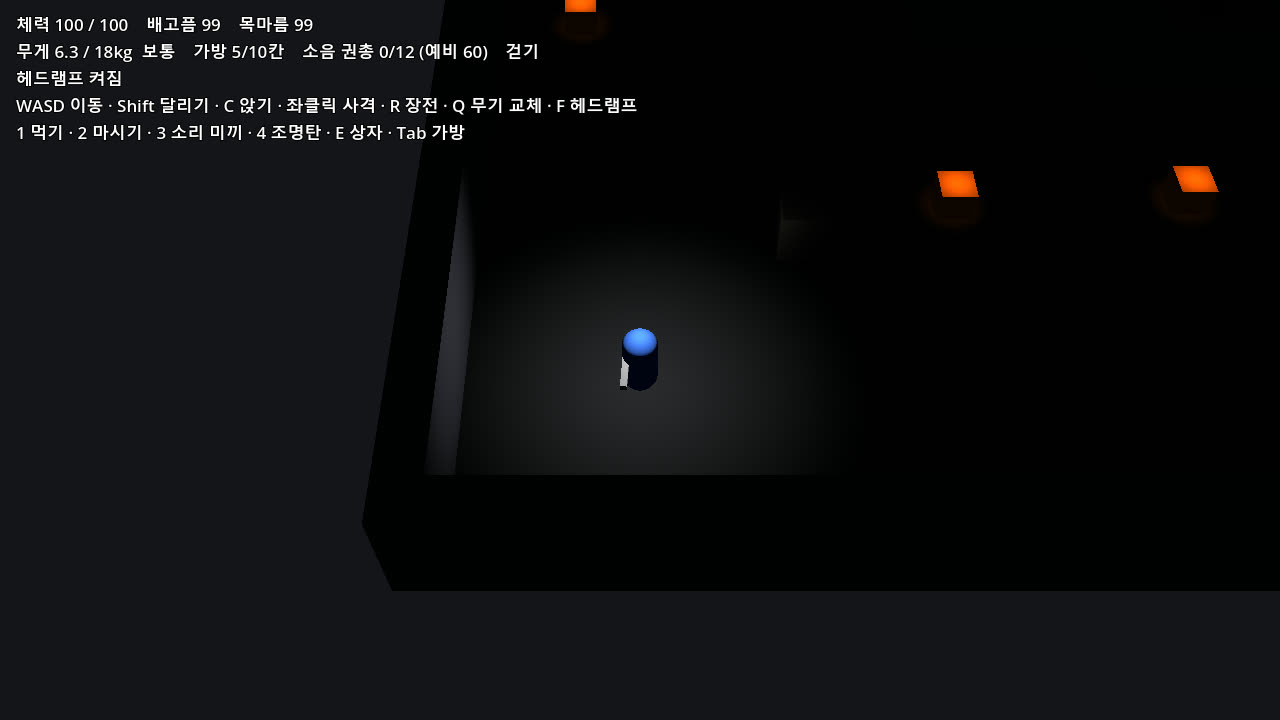 체력 100 / 100 배고픔 99 목마름 99
무게 6.3 / 18kg 보통 가방 5/10칸 소음 권총 0/12 (예비 60) 걷기
헤드램프 켜짐
WASD 이동 · Shift 달리기 · C 앉기 · 좌클릭 사격 · R 장전 · Q 무기 교체 · F 헤드램프
1 먹기 · 2 마시기 · 3 소리 미끼 · 4 조명탄 · E 상자 · Tab 가방